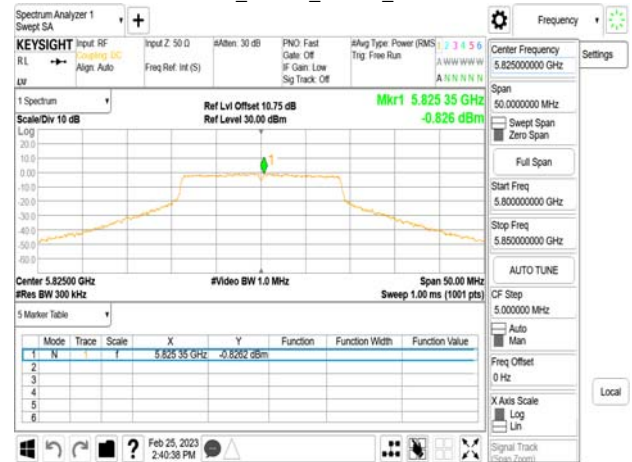 Spectrum Analyzer 1
Swept SA
+
Frequency
KEYSIGHT
Input: RF
Coupling: DC
Align: Auto
Input Z: 50 Ω
Freq Ref: Int (S)
#Atten: 30 dB
PNO: Fast
Gate: Off
IF Gain: Low
Sig Track: Off
#Avg Type: Power (RMS
Trig: Free Run
1 2 3 4 5 6
A W W W W W
A N N N N N
RL
Center Frequency
5.825000000 GHz
Settings
Span
50.0000000 MHz
Swept Span
Zero Span
Full Span
Start Freq
5.800000000 GHz
Stop Freq
5.850000000 GHz
AUTO TUNE
CF Step
5.000000 MHz
Auto
Man
Freq Offset
0 Hz
X Axis Scale
Log
Lin
Signal Track
(Span Zoom)
Local
1 Spectrum
Scale/Div 10 dB
Log
Ref Lvl Offset 10.75 dB
Ref Level 30.00 dBm
Mkr1 5.825 35 GHz
-0.826 dBm
20.0
10.0
0.00
-10.0
-20.0
-30.0
-40.0
-50.0
-60.0
1
Center 5.82500 GHz
#Res BW 300 kHz
#Video BW 1.0 MHz
Span 50.00 MHz
Sweep 1.00 ms (1001 pts)
5 Marker Table
Mode Trace Scale X Y Function Function Width Function Value
1 N 1 f 5.825 35 GHz -0.8262 dBm
2
3
4
5
6
?
Feb 25, 2023
2:40:38 PM